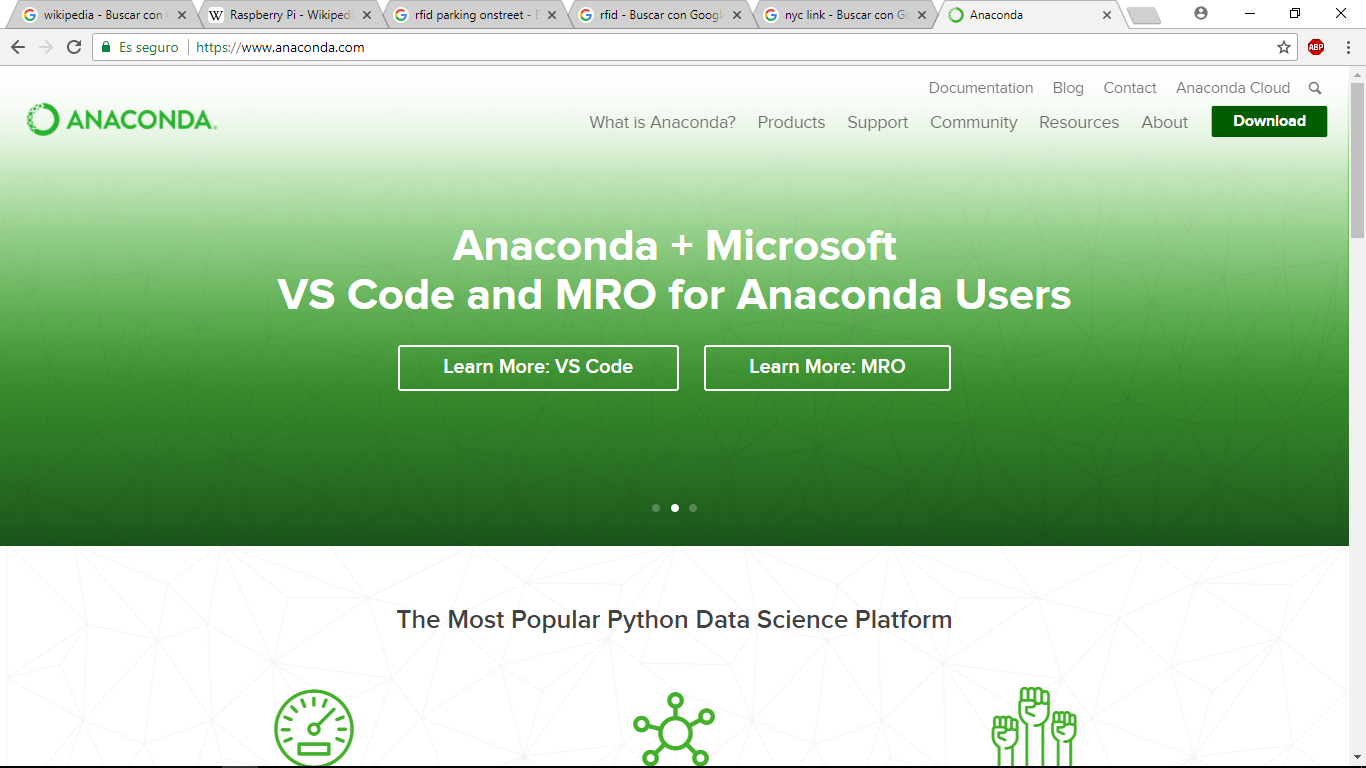 wikipedia - Buscar con
Raspberry Pi - Wikiped
rfid parking onstreet -
rfid - Buscar con Googl
nyc link - Buscar con Go
Anaconda
Es seguro
https://www.anaconda.com
ABP
Documentation Blog Contact Anaconda Cloud
ANACONDA.
What is Anaconda? Products Support Community Resources About Download
Anaconda + Microsoft
VS Code and MRO for Anaconda Users
Learn More: VS Code
Learn More: MRO
The Most Popular Python Data Science Platform